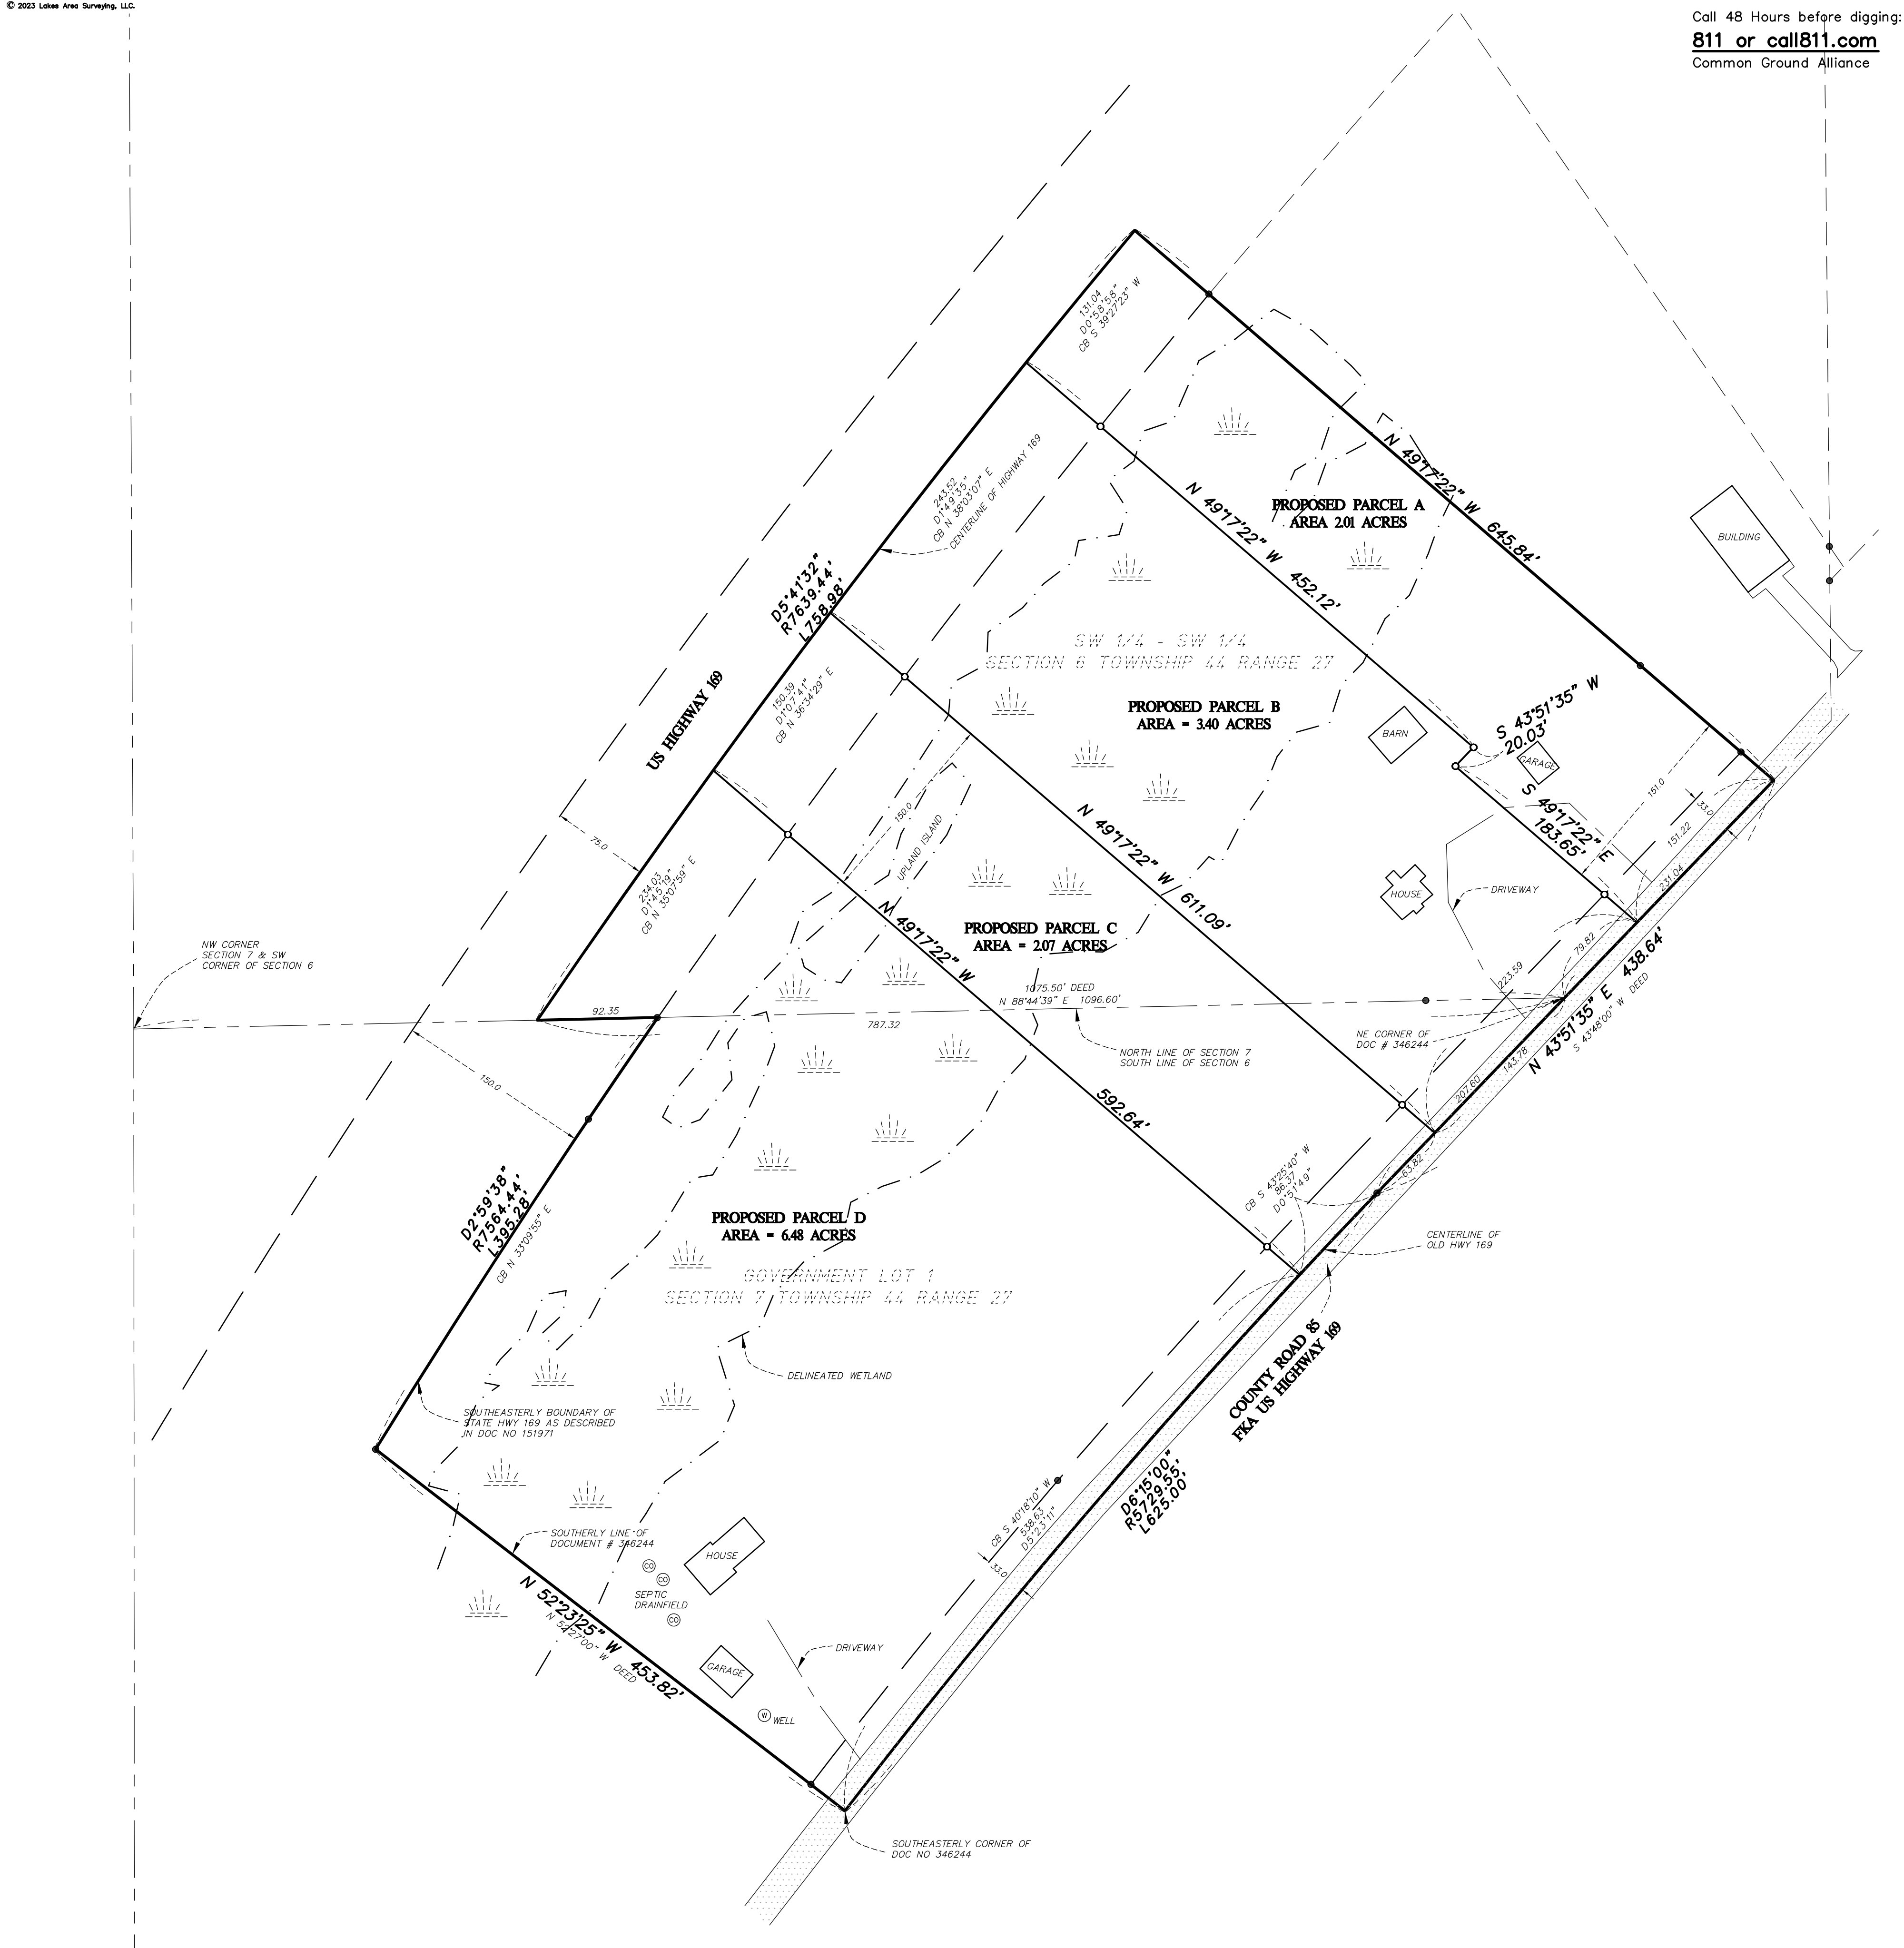 © 2023 Lakes Area Surveying, LLC.
Call 48 Hours before digging:
811 or call811.com
Common Ground Alliance
131.04
D0°58'58"
CB S 39°27'23" W
243.52
D1°49'35"
CB N 38°03'07" E
CENTERLINE OF HIGHWAY 169
N 49°17'22" W 645.84'
PROPOSED PARCEL A
AREA 2.01 ACRES
N 49°17'22" W 452.12'
BUILDING
D5°41'32"
R7639.44'
L758.98'
SW 1/4 - SW 1/4
SECTION 6 TOWNSHIP 44 RANGE 27
150.39
D1°07'41"
CB N 36°34'29" E
US HIGHWAY 169
PROPOSED PARCEL B
AREA = 3.40 ACRES
BARN
S 43°51'35" W
20.03'
GARAGE
S 49°17'22" E
183.65'
151.0
33.0
151.22
231.04
150.0
UPLAND ISLAND
N 49°17'22" W 611.09'
75.0
234.03
D1°45'19"
CB N 35°07'59" E
HOUSE
DRIVEWAY
N 49°17'22" W
592.64'
PROPOSED PARCEL C
AREA = 2.07 ACRES
79.82
223.59
N 43°51'35" E 438.64'
S 43°48'00" W DEED
NW CORNER
SECTION 7 & SW
CORNER OF SECTION 6
1075.50' DEED
N 88°44'39" E 1096.60'
92.35
787.32
NE CORNER OF
DOC # 346244
NORTH LINE OF SECTION 7
SOUTH LINE OF SECTION 6
143.78
207.60
150.0
63.82
CB S 43°25'40" W
86.37
D0°51'49"
D2°59'38"
R7564.44'
L395.28'
CB N 33°09'55" E
PROPOSED PARCEL D
AREA = 6.48 ACRES
GOVERNMENT LOT 1
SECTION 7 TOWNSHIP 44 RANGE 27
CENTERLINE OF
OLD HWY 169
COUNTY ROAD 85
FKA US HIGHWAY 169
DELINEATED WETLAND
SOUTHEASTERLY BOUNDARY OF
STATE HWY 169 AS DESCRIBED
IN DOC NO 151971
D6°15'00"
R5729.55'
L625.00'
CB S 40°18'10" W
538.63
D5°23'11"
33.0
SOUTHERLY LINE OF
DOCUMENT # 346244
HOUSE
CO
CO
CO
SEPTIC
DRAINFIELD
N 52°23'25" W 453.82'
N 54°27'00" W DEED
GARAGE
DRIVEWAY
W
WELL
SOUTHEASTERLY CORNER OF
DOC NO 346244